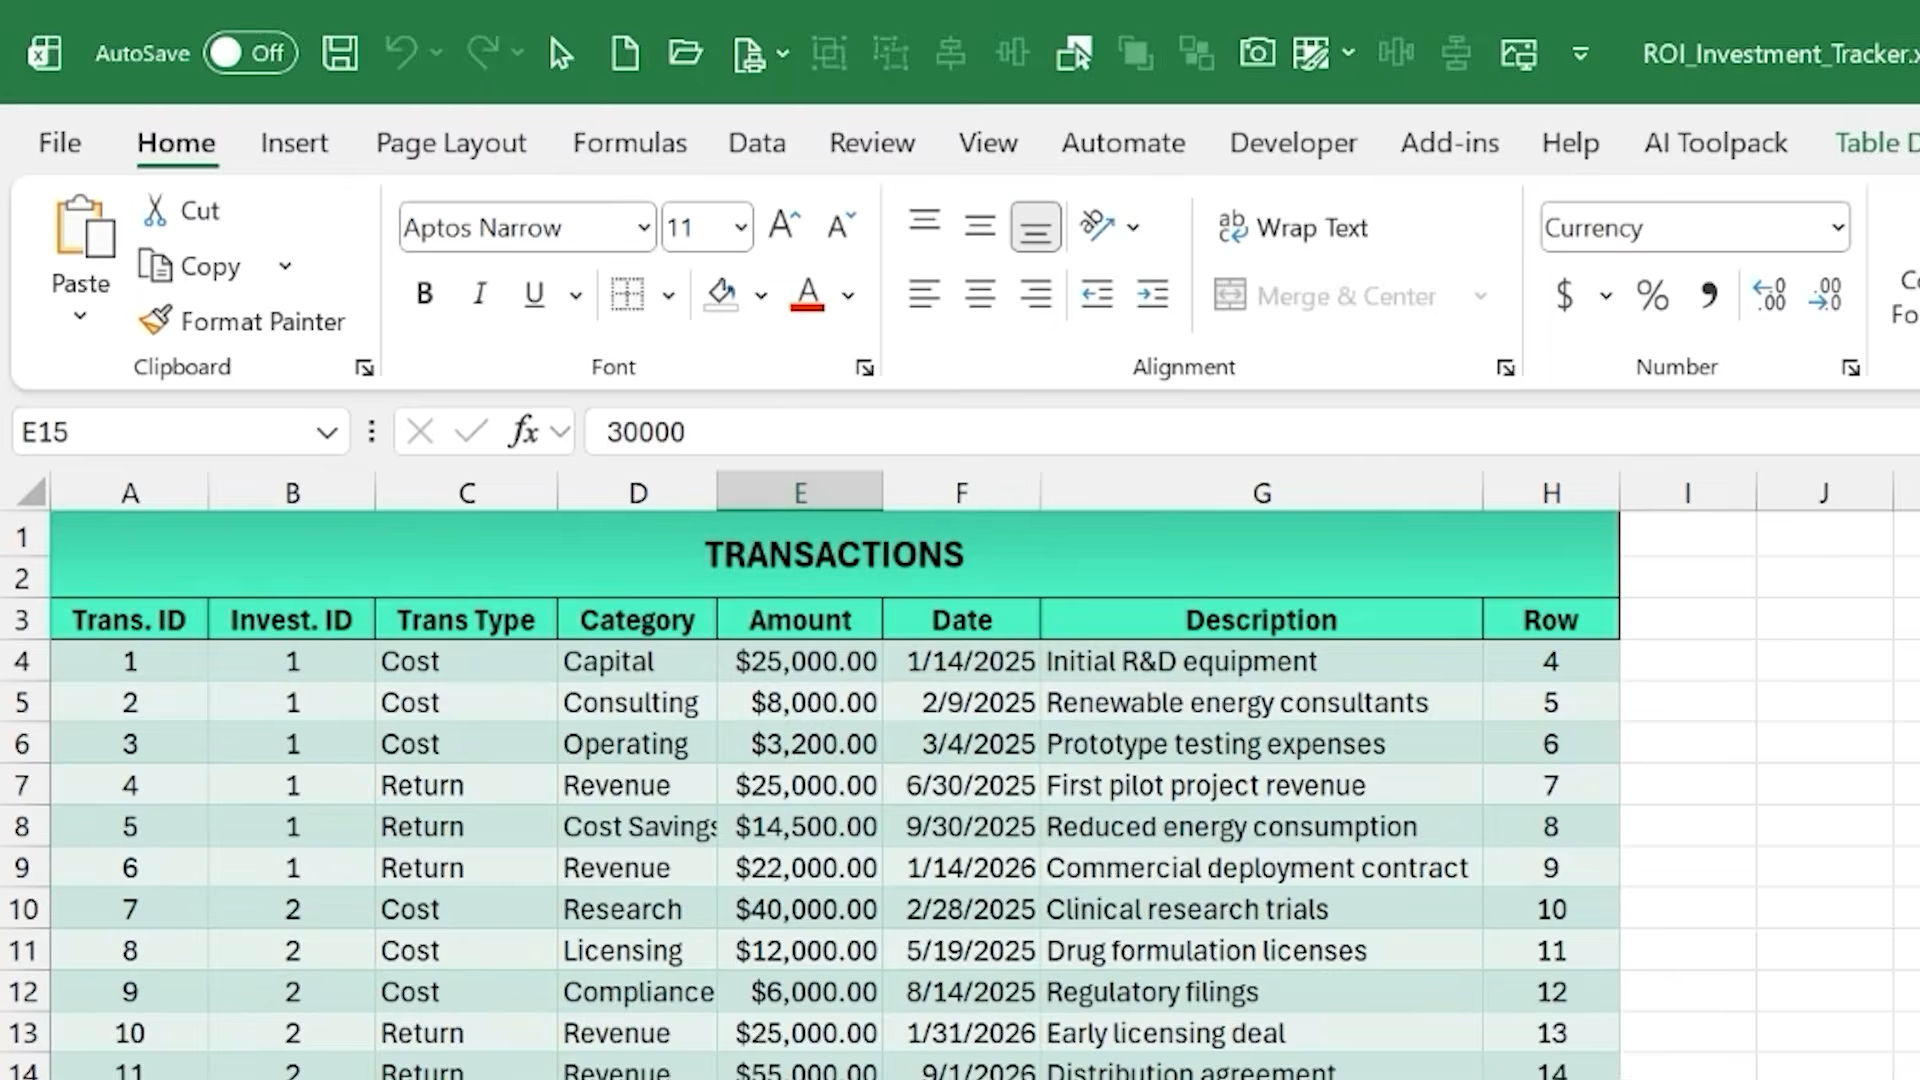 AutoSave Off ROI_Investment_Tracker.x
File Home Insert Page Layout Formulas Data Review View Automate Developer Add-ins Help AI Toolpack Table D
Paste
Cut
Copy
Format Painter
Clipboard
Aptos Narrow 11
B I U
Font
Wrap Text
Merge & Center
Alignment
Currency
$ % 9
Number
Co
Fo
E15 fx 30000
A B C D E F G H I J
1 TRANSACTIONS
2
3 Trans. ID Invest. ID Trans Type Category Amount Date Description Row
4 1 1 Cost Capital $25,000.00 1/14/2025 Initial R&D equipment 4
5 2 1 Cost Consulting $8,000.00 2/9/2025 Renewable energy consultants 5
6 3 1 Cost Operating $3,200.00 3/4/2025 Prototype testing expenses 6
7 4 1 Return Revenue $25,000.00 6/30/2025 First pilot project revenue 7
8 5 1 Return Cost Savings $14,500.00 9/30/2025 Reduced energy consumption 8
9 6 1 Return Revenue $22,000.00 1/14/2026 Commercial deployment contract 9
10 7 2 Cost Research $40,000.00 2/28/2025 Clinical research trials 10
11 8 2 Cost Licensing $12,000.00 5/19/2025 Drug formulation licenses 11
12 9 2 Cost Compliance $6,000.00 8/14/2025 Regulatory filings 12
13 10 2 Return Revenue $25,000.00 1/31/2026 Early licensing deal 13
14 11 2 Return Revenue $55,000.00 9/1/2026 Distribution agreement 14